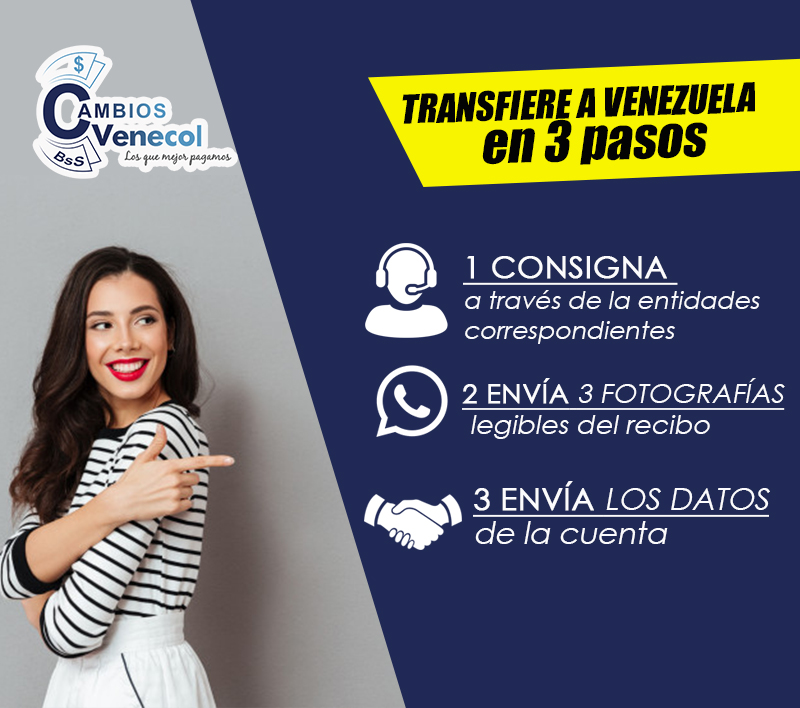 $
CAMBIOS
Venecol
BsS
Los que mejor pagamos
TRANSFIERE A VENEZUELA
en 3 pasos
1 CONSIGNA
a través de la entidades
correspondientes
2 ENVÍA 3 FOTOGRAFÍAS
legibles del recibo
3 ENVÍA LOS DATOS
de la cuenta